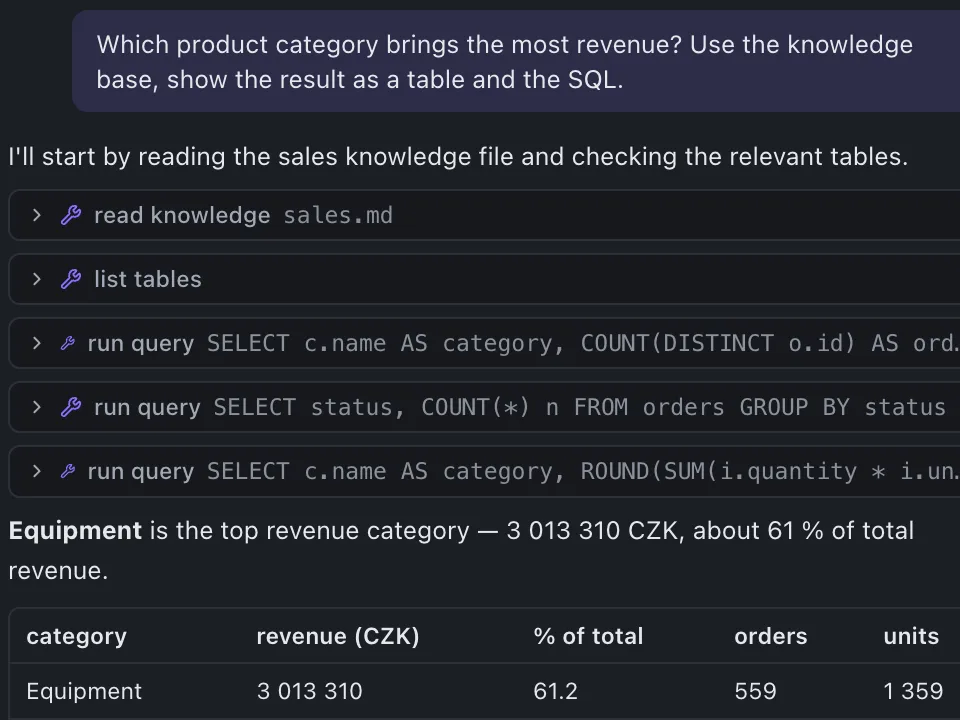 Which product category brings the most revenue? Use the knowledge
base, show the result as a table and the SQL.
I'll start by reading the sales knowledge file and checking the relevant tables.
read knowledge sales.md
list tables
run query SELECT c.name AS category, COUNT(DISTINCT o.id) AS ord…
run query SELECT status, COUNT(*) n FROM orders GROUP BY status
run query SELECT c.name AS category, ROUND(SUM(i.quantity * i.un…
Equipment is the top revenue category — 3 013 310 CZK, about 61 % of total
revenue.
category revenue (CZK) % of total orders units
Equipment 3 013 310 61.2 559 1 359